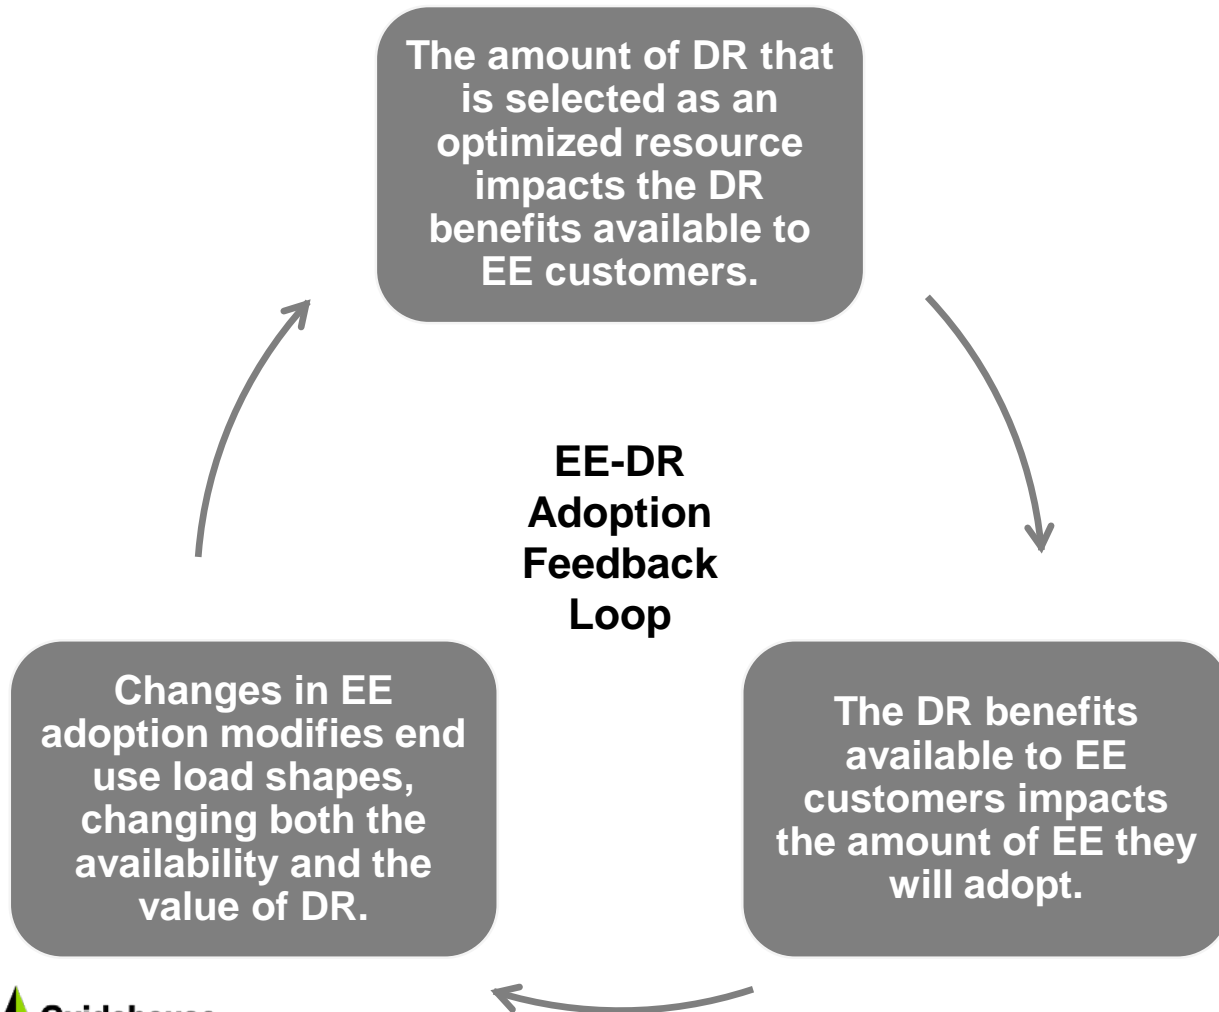 The amount of DR that
is selected as an
optimized resource
impacts the DR
benefits available to
EE customers.
EE-DR
Adoption
Feedback
Loop
Changes in EE
adoption modifies end
use load shapes,
changing both the
availability and the
value of DR.
The DR benefits
available to EE
customers impacts
the amount of EE they
will adopt.
Guidehouse